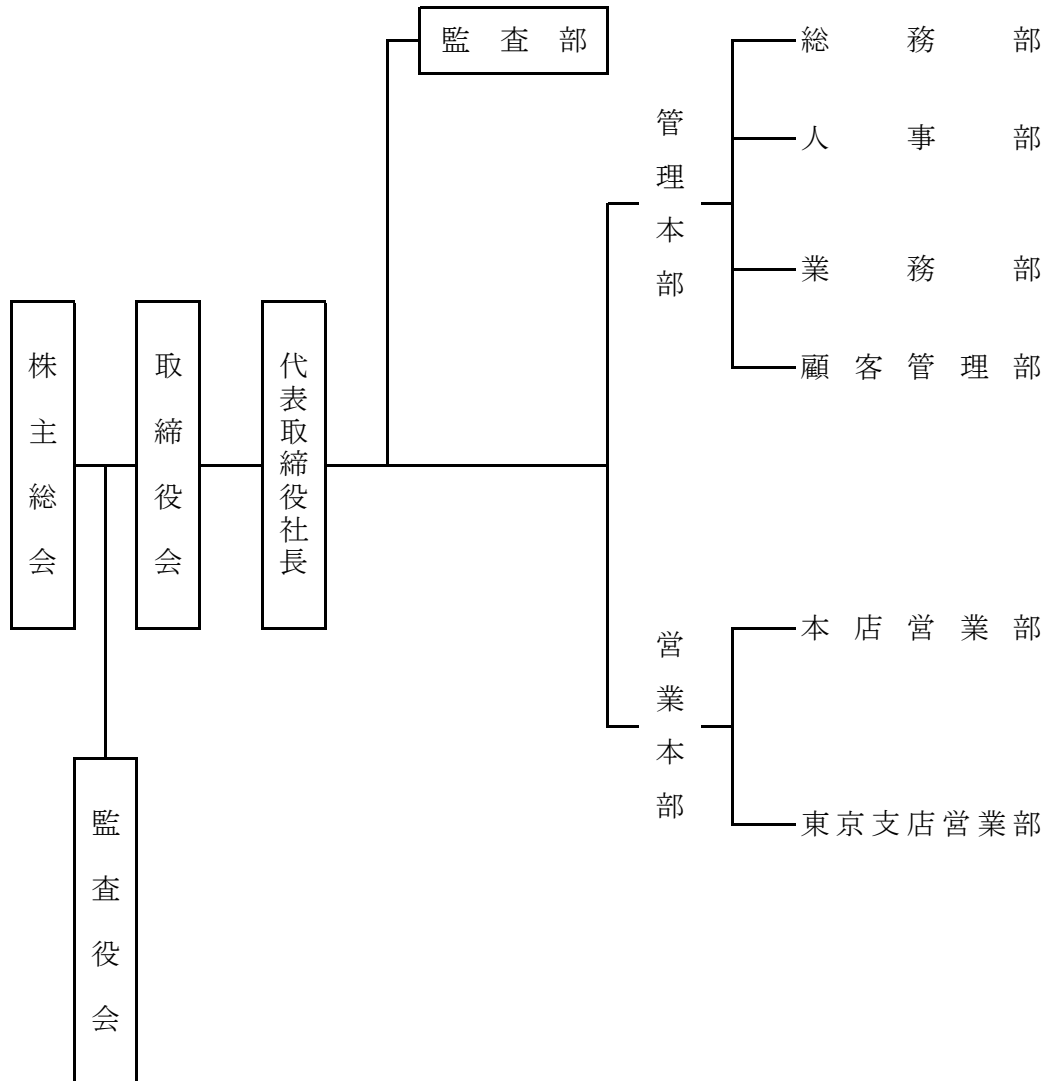 監査部
総務部
人事部
管理本部
業務部
顧客管理部
株主総会
取締役会
代表取締役社長
営業本部
本店営業部
東京支店営業部
監査役会